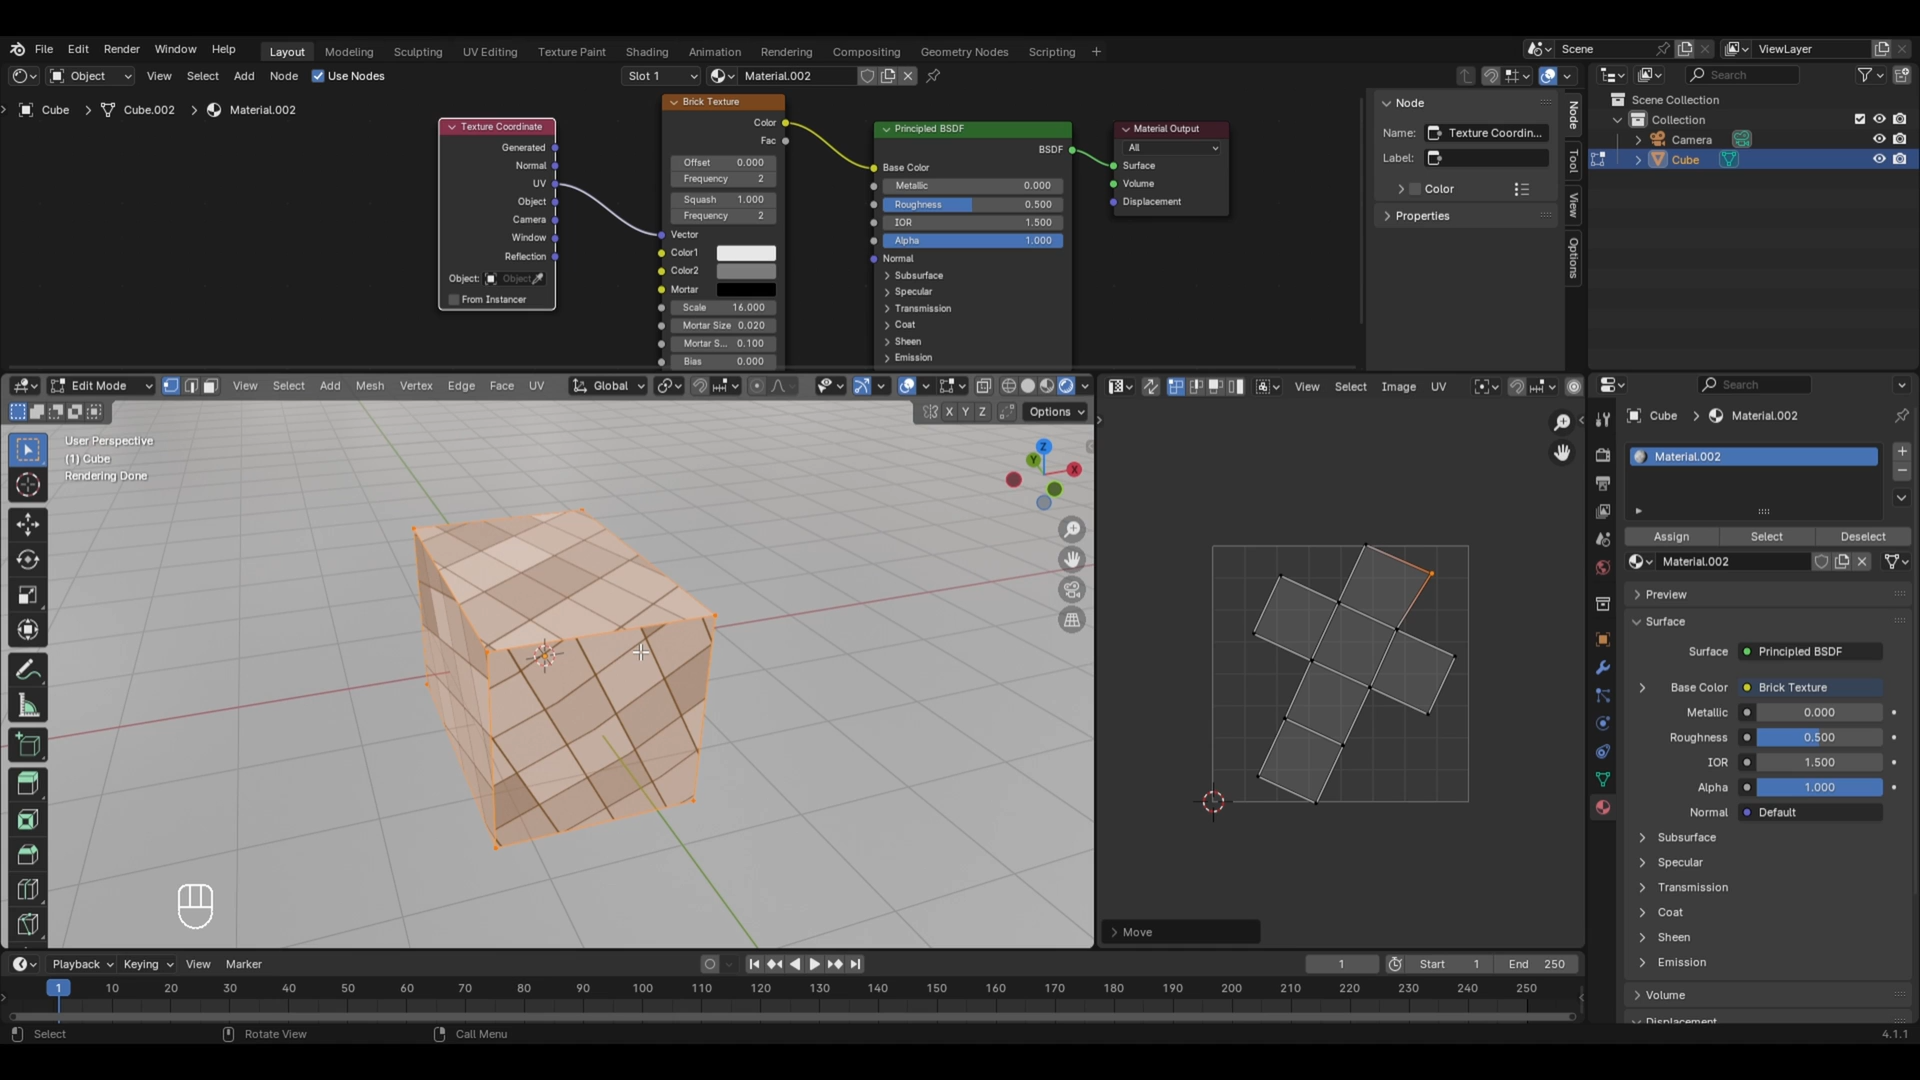 File Edit Render Window Help Layout Modeling Sculpting UV Editing Texture Paint Shading Animation Rendering Compositing Geometry Nodes Scripting + Scene ViewLayer
Object View Select Add Node Use Nodes Slot 1 Material.002 Search
Cube > Cube.002 > Material.002
Texture Coordinate
Generated
Normal
UV
Object
Camera
Window
Reflection
Object: Object
From Instancer
Brick Texture
Color
Fac
Offset 0.000
Frequency 2
Squash 1.000
Frequency 2
Vector
Color1
Color2
Mortar
Scale 16.000
Mortar Size 0.020
Mortar S... 0.100
Bias 0.000
Principled BSDF
BSDF
Base Color
Metallic 0.000
Roughness 0.500
IOR 1.500
Alpha 1.000
Normal
Subsurface
Specular
Transmission
Coat
Sheen
Emission
Material Output
All
Surface
Volume
Displacement
Node
Name: Texture Coordin...
Label:
Color
Properties
Node
Tool
View
Options
Scene Collection
Collection
Camera
Cube
Edit Mode View Select Add Mesh Vertex Edge Face UV Global
X Y Z Options
User Perspective
(1) Cube
Rendering Done
Z
Y
X
View Select Image UV
Move
Search
Cube > Material.002
Material.002
Assign Select Deselect
Material.002
Preview
Surface
Surface Principled BSDF
Base Color Brick Texture
Metallic 0.000
Roughness 0.500
IOR 1.500
Alpha 1.000
Normal Default
Subsurface
Specular
Transmission
Coat
Sheen
Emission
Volume
Displacement
Playback Keying View Marker 1 Start 1 End 250
1 10 20 30 40 50 60 70 80 90 100 110 120 130 140 150 160 170 180 190 200 210 220 230 240 250
Select Rotate View Call Menu 4.1.1